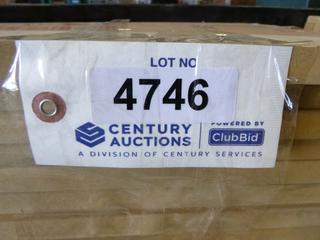 LOT NO
4746
CENTURY AUCTIONS
POWERED BY
ClubBid
A DIVISION OF CENTURY SERVICES